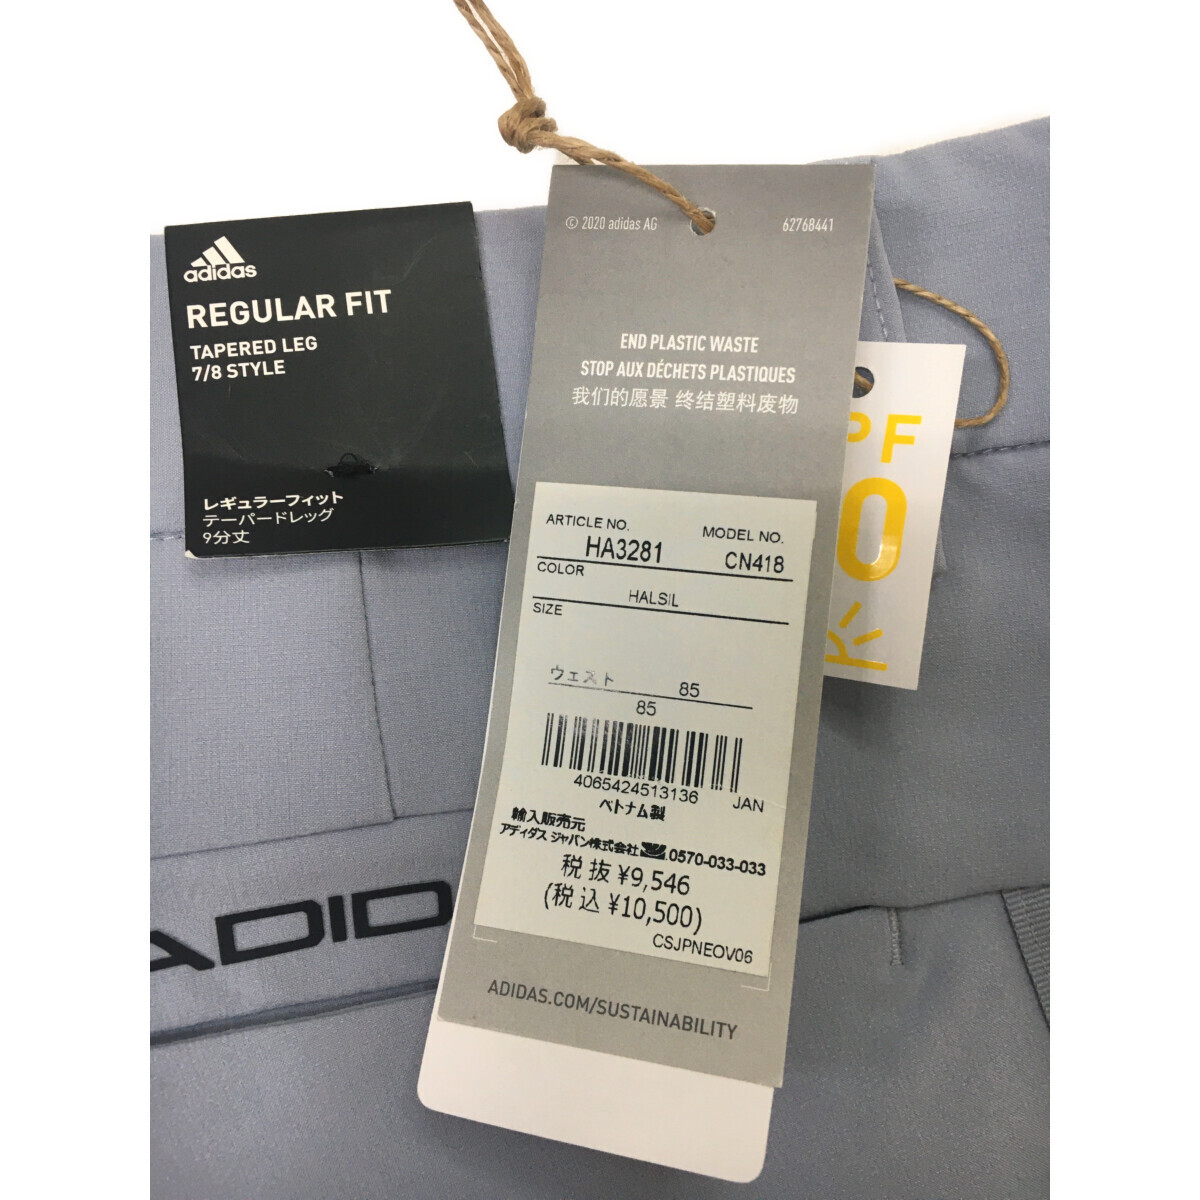 adidas
REGULAR FIT
TAPERED LEG
7/8 STYLE
レギュラーフィット
テーパードレッグ
9分丈
© 2020 adidas AG
62768441
END PLASTIC WASTE
STOP AUX DÉCHETS PLASTIQUES
我们的愿景 终结塑料废物
ARTICLE NO.
MODEL NO.
HA3281
CN418
COLOR
HALSIL
SIZE
ウェスト 85
85
4065424513136
JAN
ベトナム製
輸入販売元
アディダス ジャパン株式会社 0570-033-033
税抜 ¥9,546
(税込 ¥10,500)
CSJPNEOV06
ADIDAS.COM/SUSTAINABILITY
PF
0
ADID